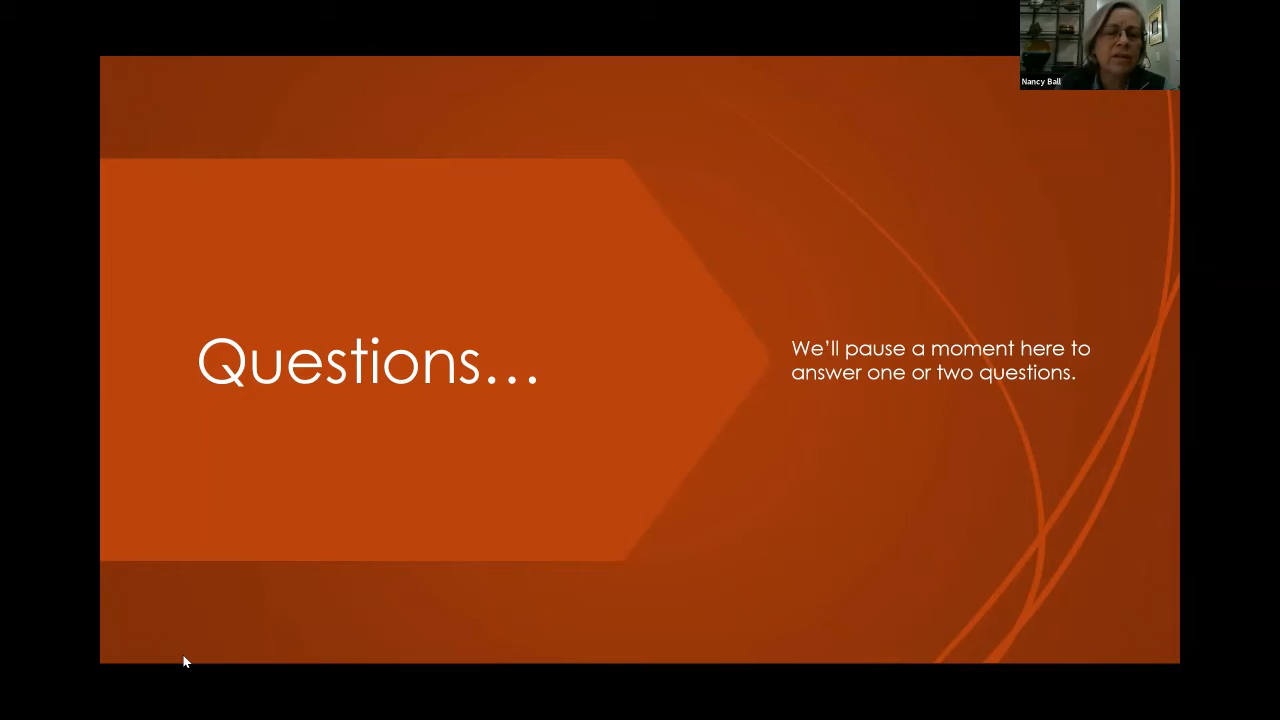 Nancy Ball
Questions…
We’ll pause a moment here to
answer one or two questions.